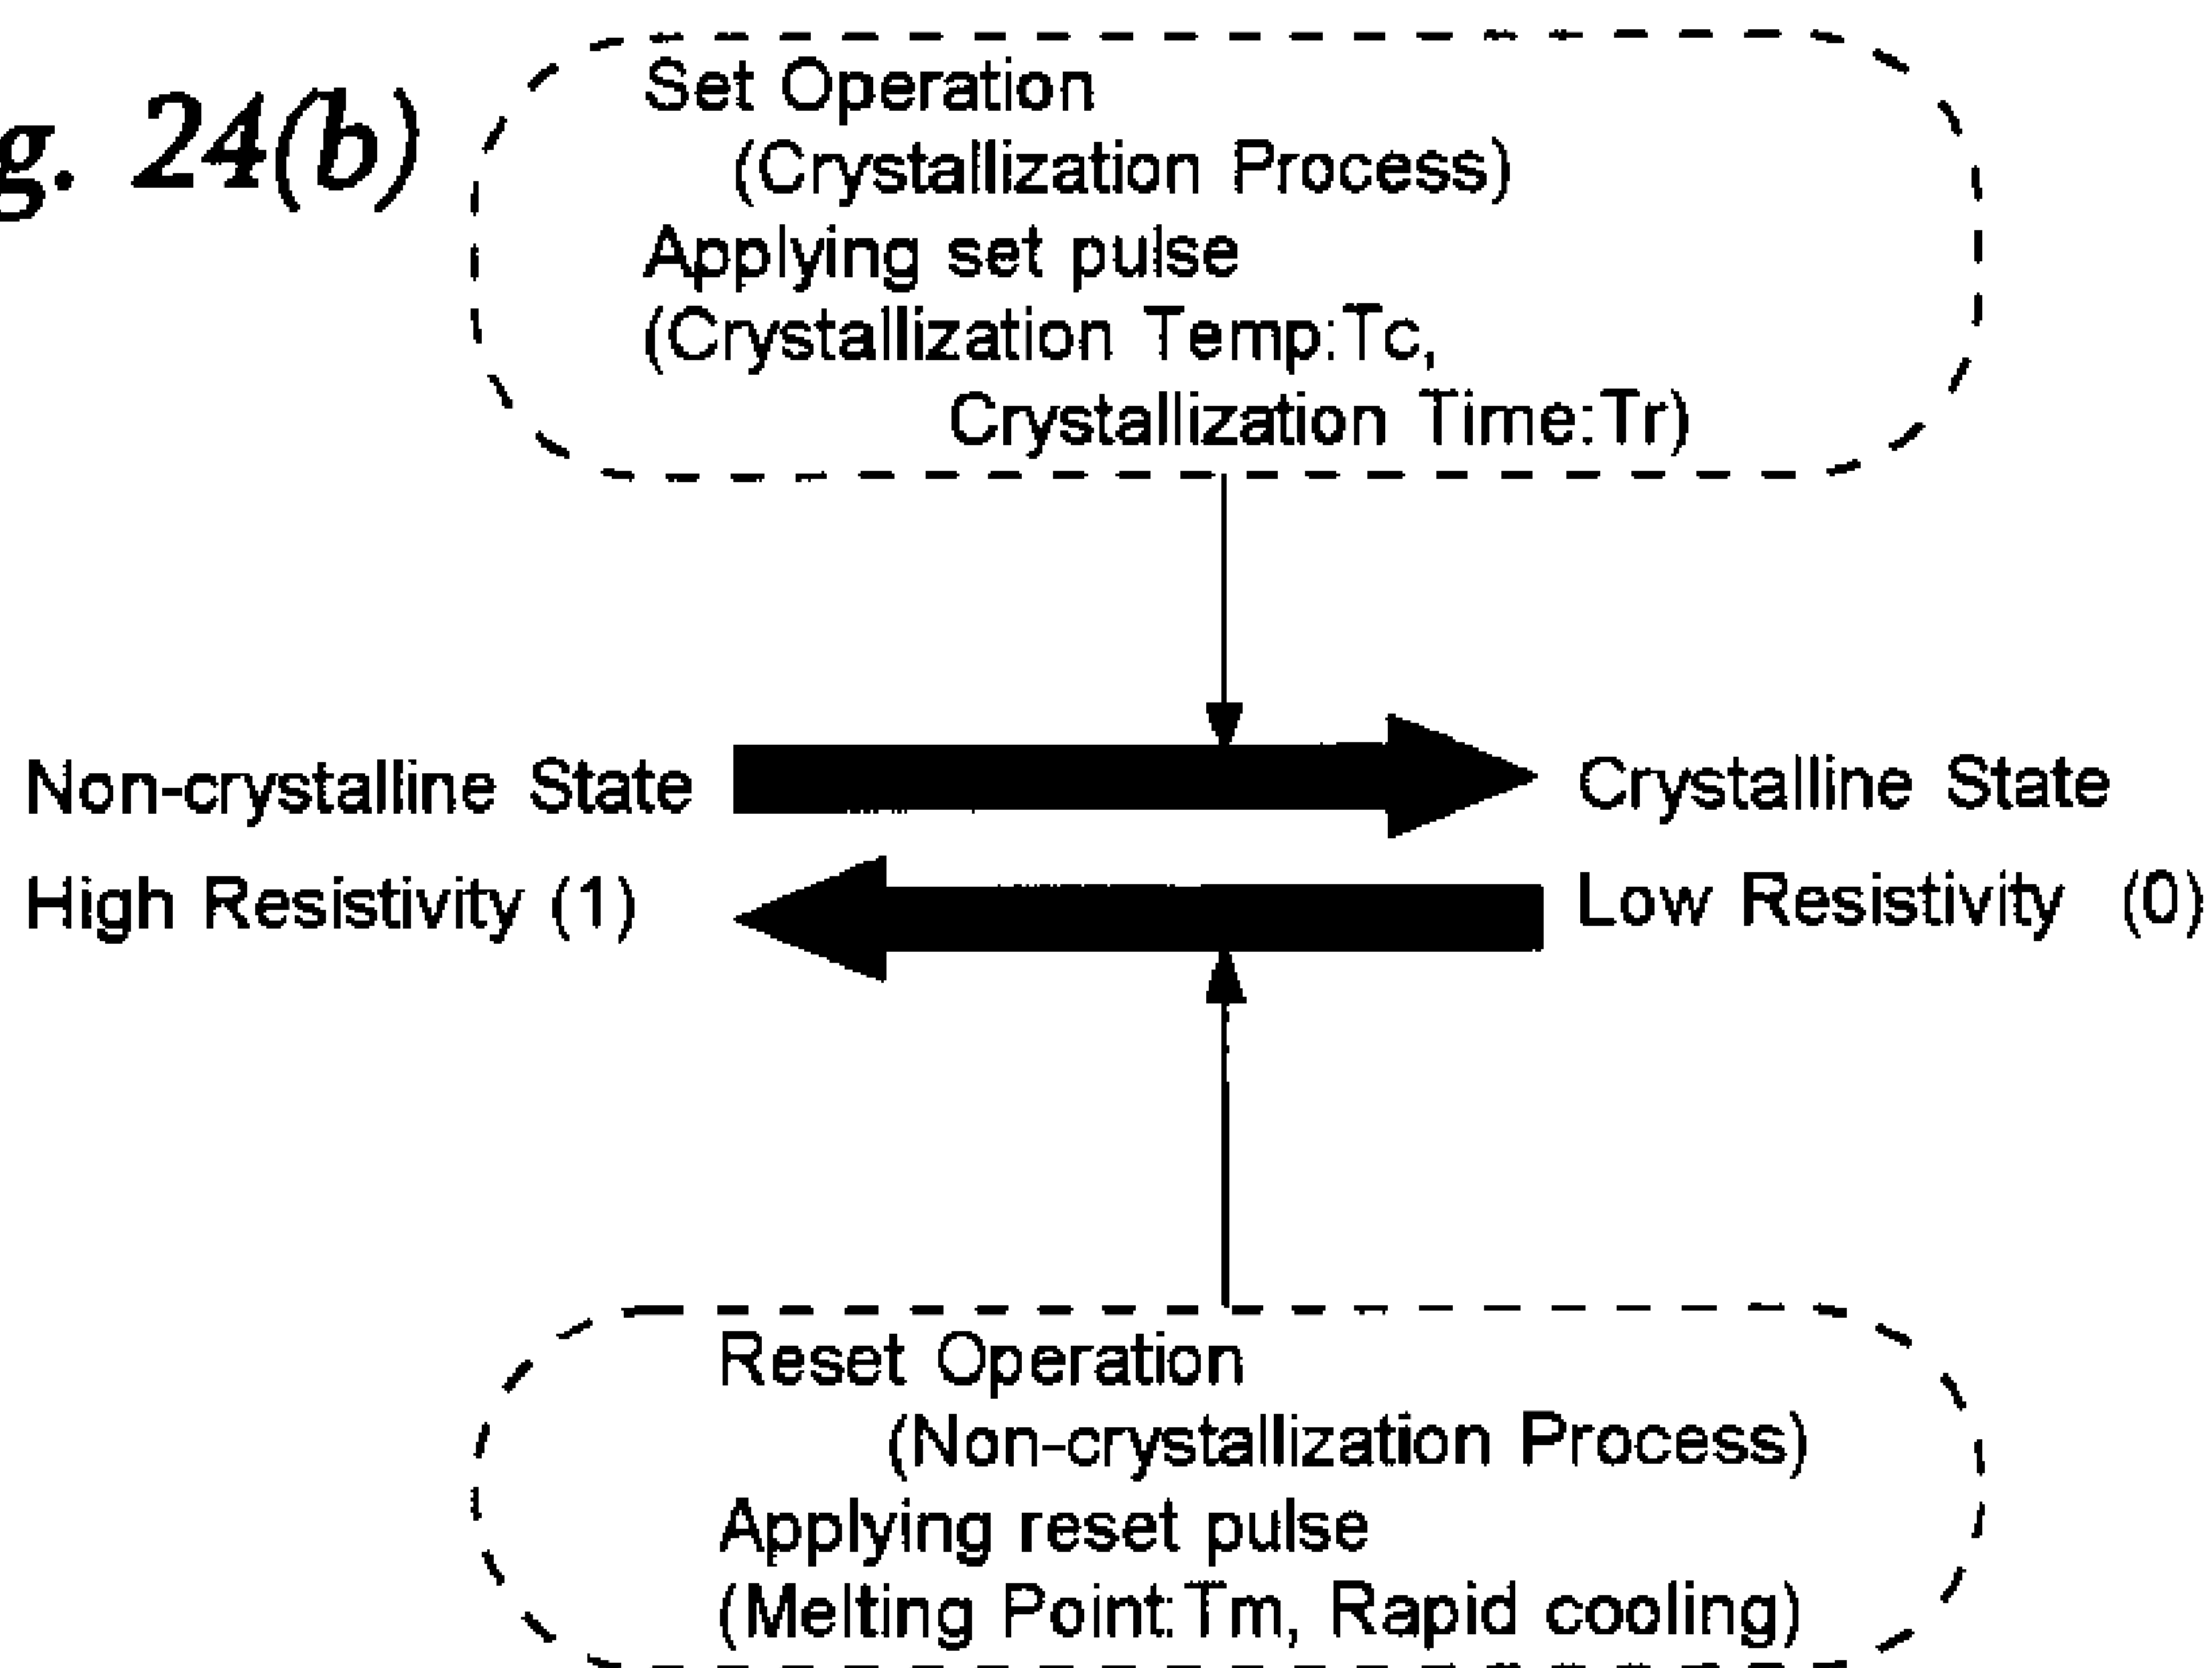 g. 24(b)
Set Operation
(Crystallization Process)
Applying set pulse
(Crystallization Temp:Tc,
Crystallization Time:Tr)
Non-crystalline State
Crystalline State
High Resistivity (1)
Low Resistivity (0)
Reset Operation
(Non-crystallization Process)
Applying reset pulse
(Melting Point:Tm, Rapid cooling)